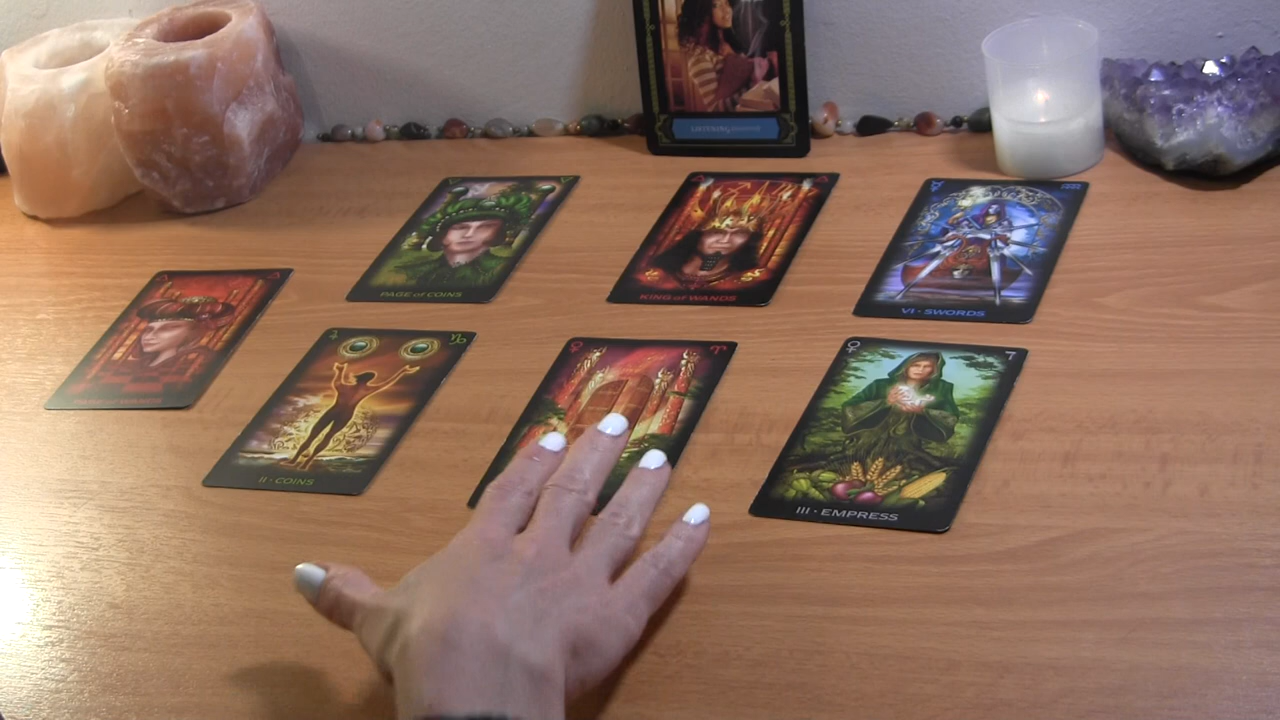 PAGE of COINS
KING of WANDS
VI · SWORDS
II · COINS
III · EMPRESS